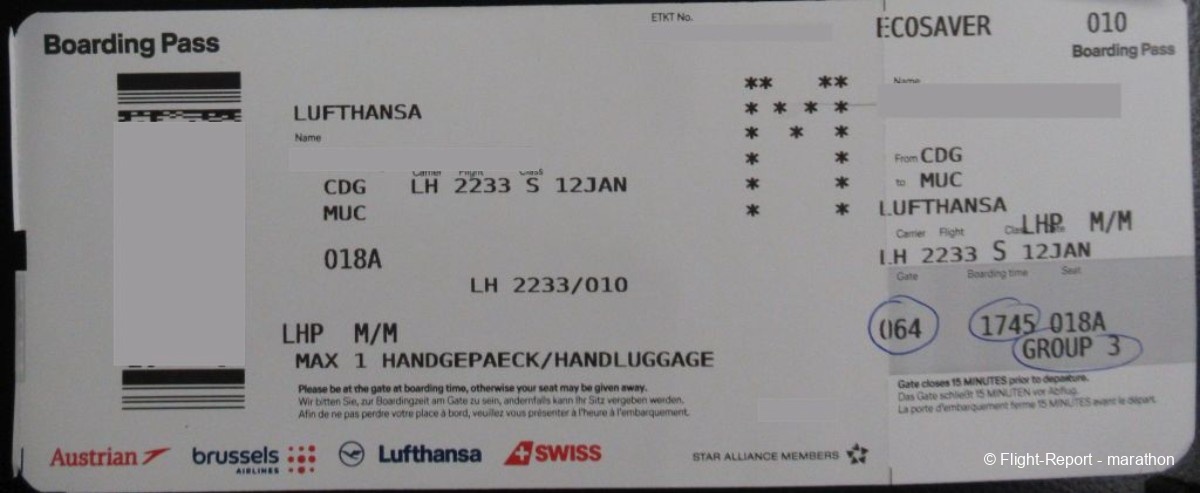 Boarding Pass
ETKT No.
LUFTHANSA
Name
Carrier Flight Class
CDG LH 2233 S 12JAN
MUC
018A
LH 2233/010
LHP M/M
MAX 1 HANDGEPAECK/HANDLUGGAGE
Please be at the gate at boarding time, otherwise your seat may be given away.
Wir bitten Sie, zur Boardingzeit am Gate zu sein, andernfalls kann Ihr Sitz vergeben werden.
Afin de ne pas perdre votre place à bord, veuillez vous présenter à l'heure à l'embarquement.
Austrian
brussels AIRLINES
Lufthansa
SWISS
STAR ALLIANCE MEMBERS
** **
* * * *
* * *
* *
* *
* *
ECOSAVER 010
Boarding Pass
Name
From CDG
to MUC
LUFTHANSA
LHP M/M
Carrier Flight
LH 2233 S 12JAN
Gate Boarding time Seat
064 1745 018A
GROUP 3
Gate closes 15 MINUTES prior to departure.
Das Gate schließt 15 MINUTEN vor Abflug.
La porte d'embarquement ferme 15 MINUTES avant le départ.
© Flight-Report - marathon